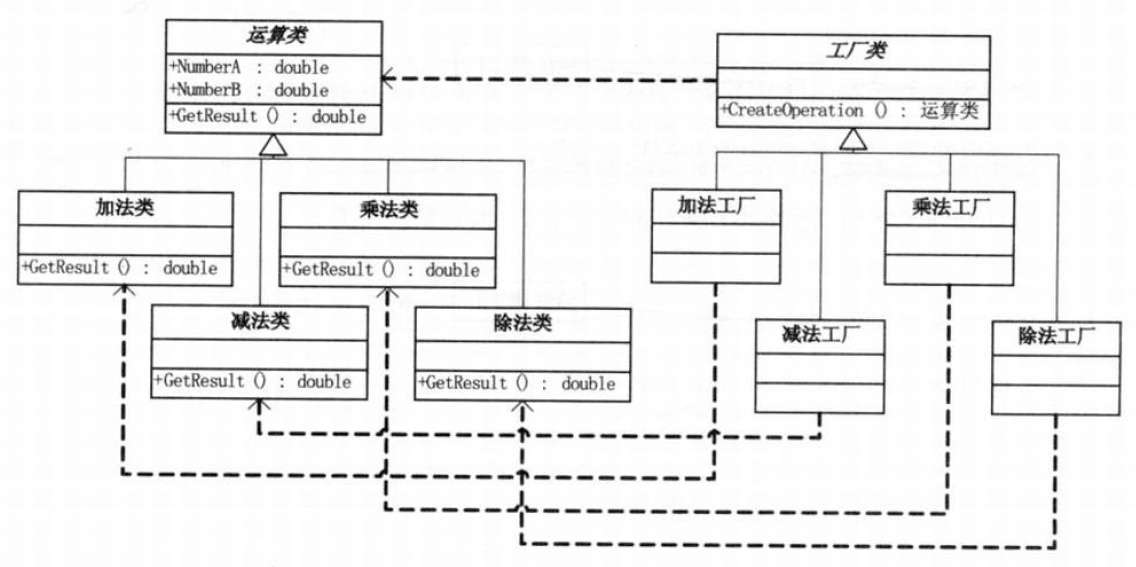 运算类
+NumberA : double
+NumberB : double
+GetResult () : double
工厂类
+CreateOperation () : 运算类
加法类
+GetResult () : double
乘法类
+GetResult () : double
加法工厂
乘法工厂
减法类
+GetResult () : double
除法类
+GetResult () : double
减法工厂
除法工厂